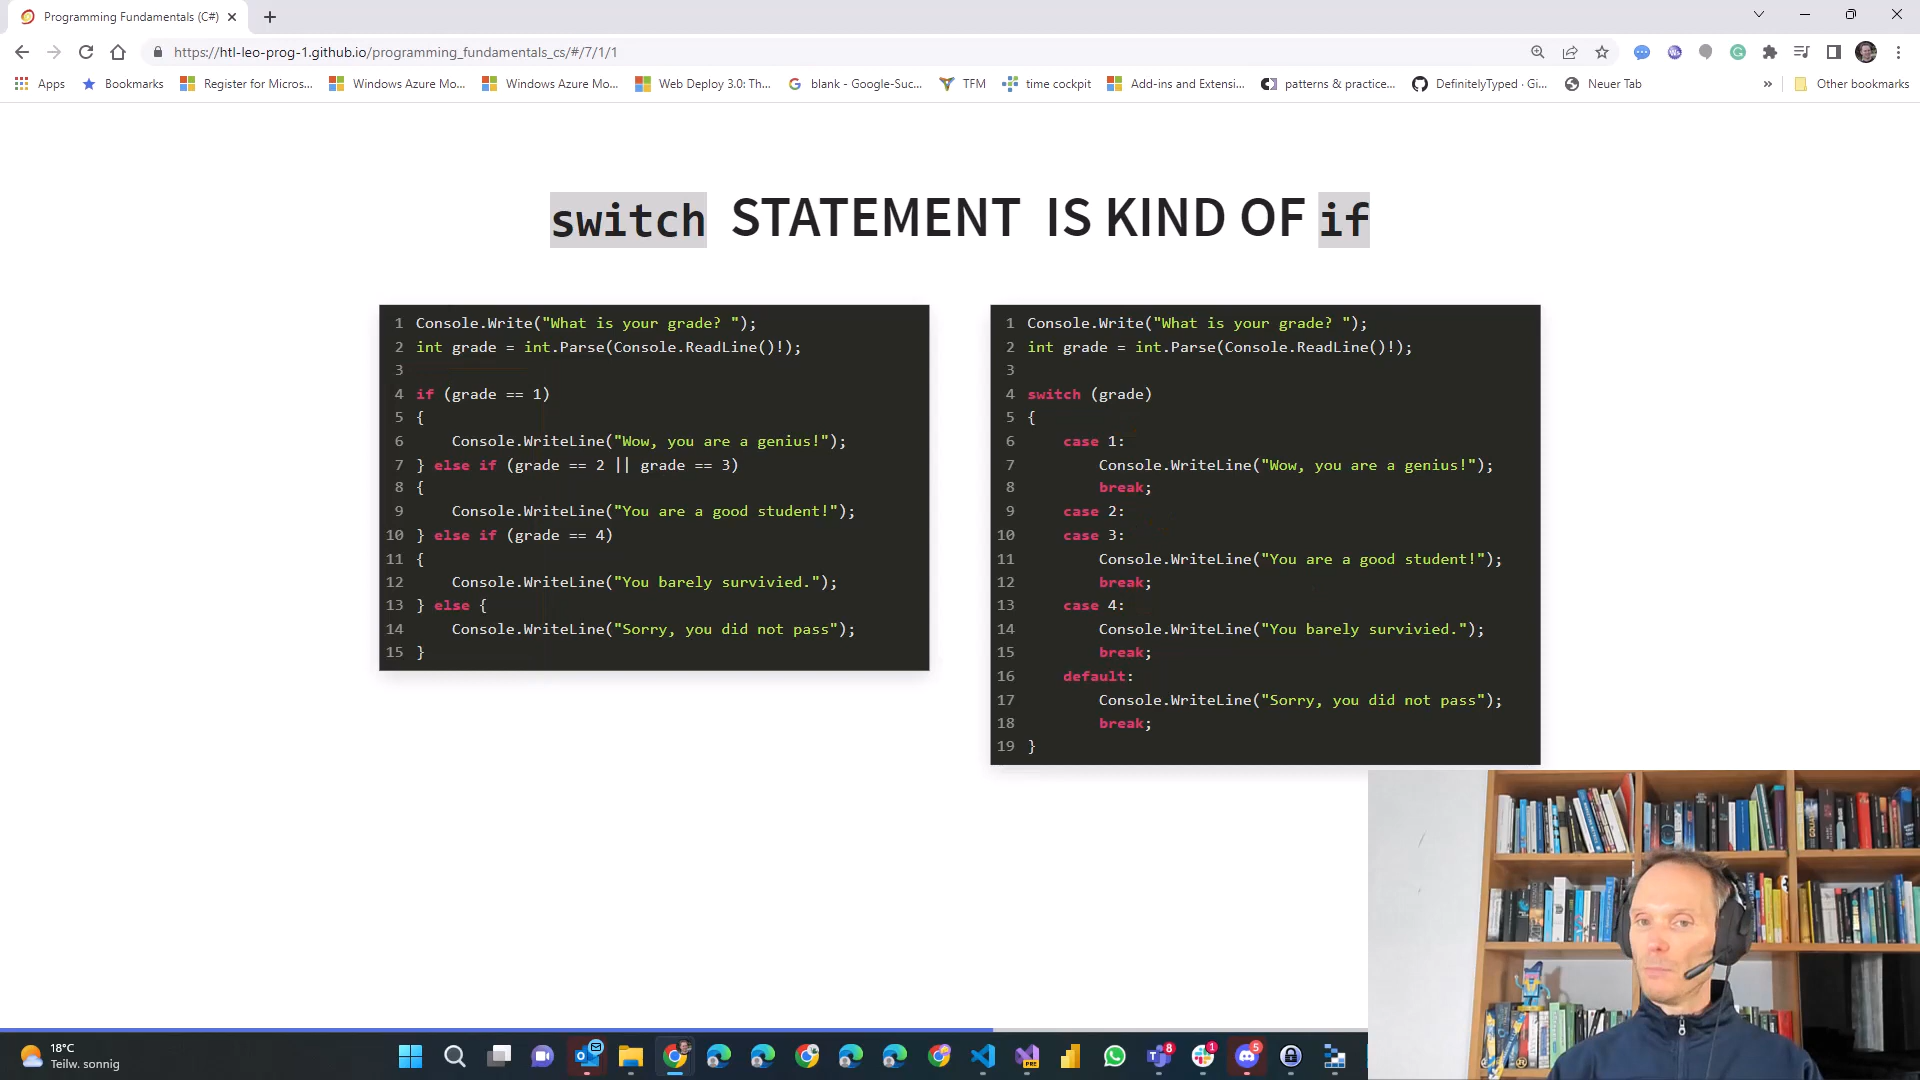 Programming Fundamentals (C#)
https://htl-leo-prog-1.github.io/programming_fundamentals_cs/#/7/1/1
Apps
Bookmarks
Register for Micros...
Windows Azure Mo...
Windows Azure Mo...
Web Deploy 3.0: Th...
blank - Google-Suc...
TFM
time cockpit
Add-ins and Extensi...
patterns & practice...
DefinitelyTyped · Gi...
Neuer Tab
»
Other bookmarks
switch STATEMENT IS KIND OF if
1 Console.Write("What is your grade? ");
2 int grade = int.Parse(Console.ReadLine()!);
3
4 if (grade == 1)
5 {
6 Console.WriteLine("Wow, you are a genius!");
7 } else if (grade == 2 || grade == 3)
8 {
9 Console.WriteLine("You are a good student!");
10 } else if (grade == 4)
11 {
12 Console.WriteLine("You barely survivied.");
13 } else {
14 Console.WriteLine("Sorry, you did not pass");
15 }
1 Console.Write("What is your grade? ");
2 int grade = int.Parse(Console.ReadLine()!);
3
4 switch (grade)
5 {
6 case 1:
7 Console.WriteLine("Wow, you are a genius!");
8 break;
9 case 2:
10 case 3:
11 Console.WriteLine("You are a good student!");
12 break;
13 case 4:
14 Console.WriteLine("You barely survivied.");
15 break;
16 default:
17 Console.WriteLine("Sorry, you did not pass");
18 break;
19 }
18°C
Teilw. sonnig
PRE
8
1
5